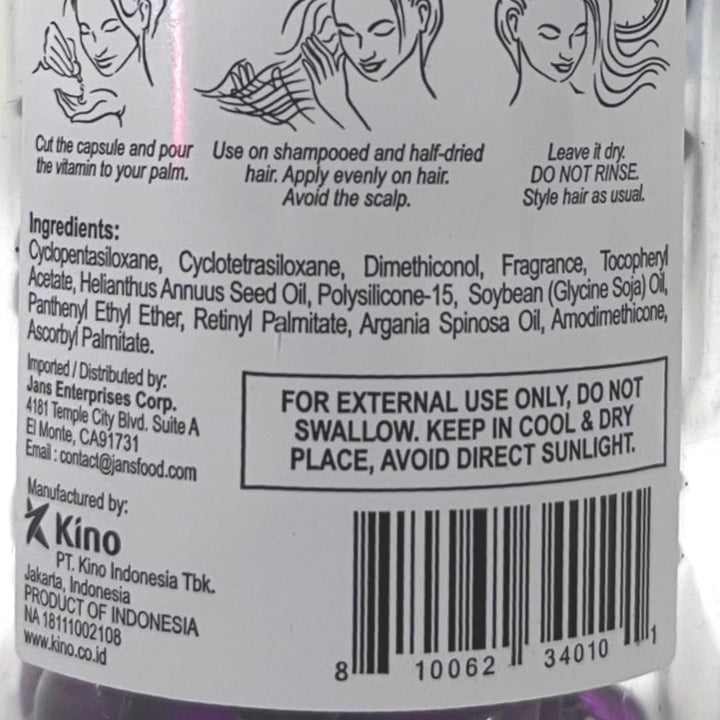 Cut the capsule and pour
the vitamin to your palm.
Use on shampooed and half-dried
hair. Apply evenly on hair.
Avoid the scalp.
Leave it dry.
DO NOT RINSE.
Style hair as usual.
Ingredients:
Cyclopentasiloxane, Cyclotetrasiloxane, Dimethiconol, Fragrance, Tocopheryl
Acetate, Helianthus Annuus Seed Oil, Polysilicone-15, Soybean (Glycine Soja) Oil,
Panthenyl Ethyl Ether, Retinyl Palmitate, Argania Spinosa Oil, Amodimethicone,
Ascorbyl Palmitate.
Imported / Distributed by:
Jans Enterprises Corp.
4181 Temple City Blvd. Suite A
El Monte, CA91731
Email : contact@jansfood.com
FOR EXTERNAL USE ONLY, DO NOT
SWALLOW. KEEP IN COOL & DRY
PLACE, AVOID DIRECT SUNLIGHT.
Manufactured by:
Kino
PT. Kino Indonesia Tbk.
Jakarta, Indonesia
PRODUCT OF INDONESIA
NA 18111002108
www.kino.co.id
8 10062 34010 1